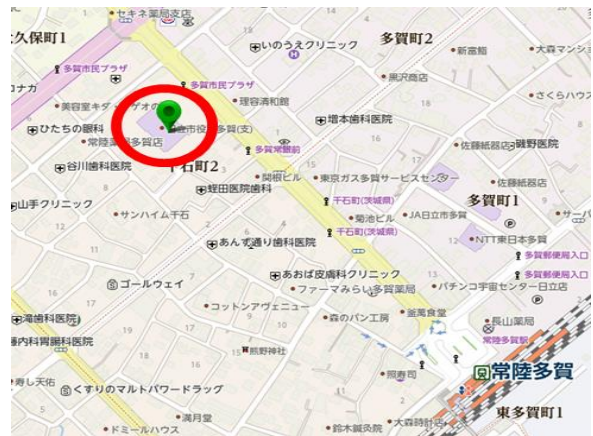 セキネ薬局支店
久保町1
いのうえクリニック
多賀町2
新富鮨
大森マンシ
多賀市民プラザ
多賀市民プラザ
黒沢商店
さくらハウス
ナガ
美容室キダ
ゲオの
理容清和館
増本歯科医院
ひたちの眼科
市役
多賀(支)
常陸薬
多賀店
多賀常銀前
佐藤紙器店
磯野医院
谷川歯科医院
千石町2
関根ビル
東京ガス多賀サービスセンター
佐藤紙器店
蛭田医院歯科
山手クリニック
千石町(茨城県)
多賀町1
サンハイム千石
菊池ビル
JA日立市多賀
サーパ
千石町(茨城県)
あんず通り歯科医院
NTT東日本多賀
多賀郵便局入口
あおば皮膚科クリニック
多賀郵便局入口
ゴールウェイ
ファーマみらい多賀薬局
パチンコ宇宙センター日立店
コットンアヴェニュー
滝歯科医院
森のパン工房
釜萬食堂
長山薬局
常陸多賀駅
藤内科胃腸科医院
熊野神社
常陸多賀
照寿司
寿し天佑
くすりのマルトパワードラッグ
満月堂
東多賀町1
ドミールハウス
鈴木鍼灸院
大森時計店